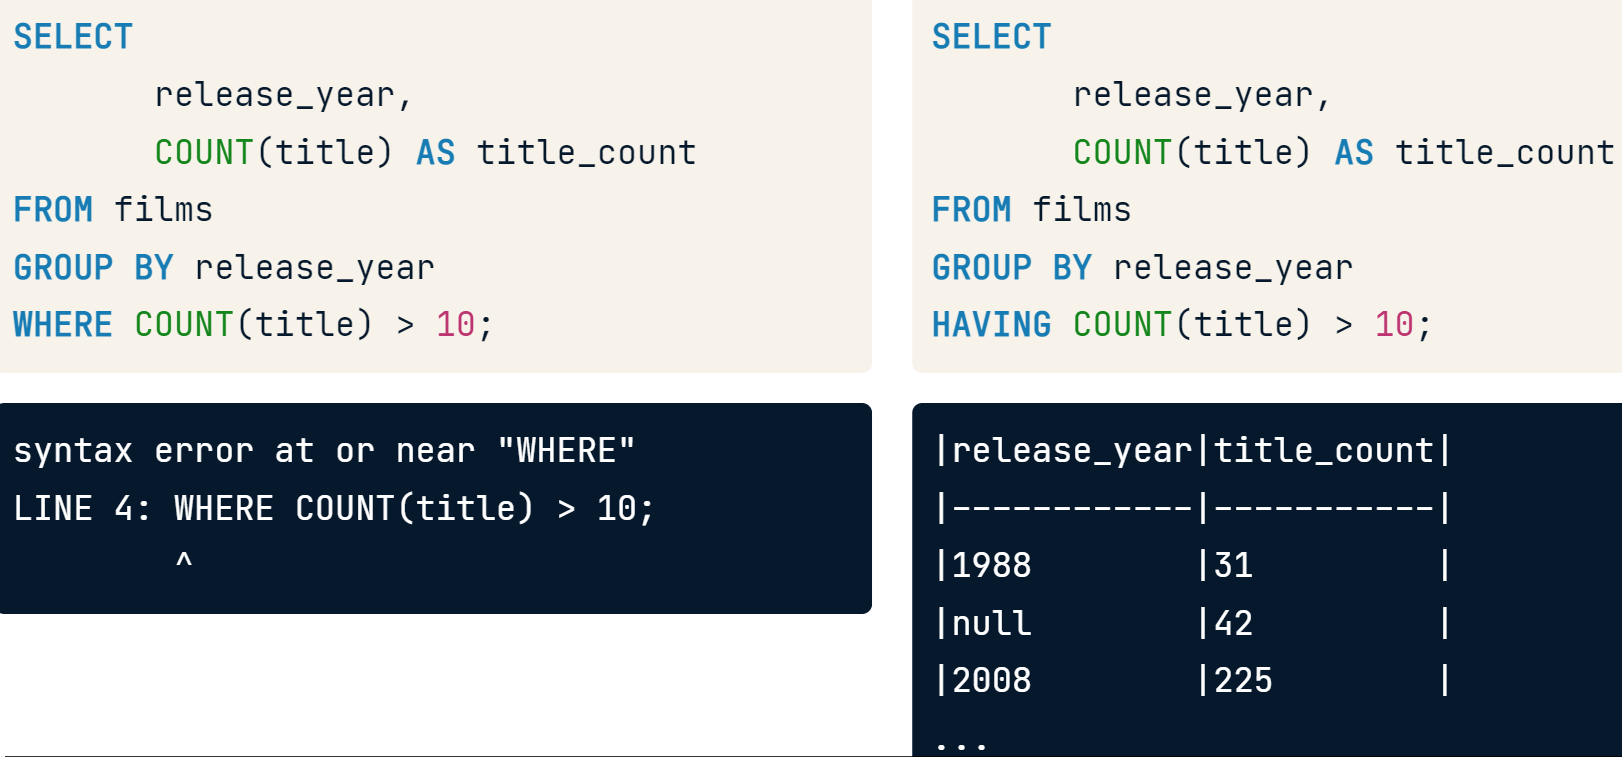 SELECT
release_year,
COUNT(title) AS title_count
FROM films
GROUP BY release_year
WHERE COUNT(title) > 10;
syntax error at or near "WHERE"
LINE 4: WHERE COUNT(title) > 10;
^
SELECT
release_year,
COUNT(title) AS title_count
FROM films
GROUP BY release_year
HAVING COUNT(title) > 10;
|release_year|title_count|
|------------|-----------|
|1988        |31         |
|null        |42         |
|2008        |225        |
...